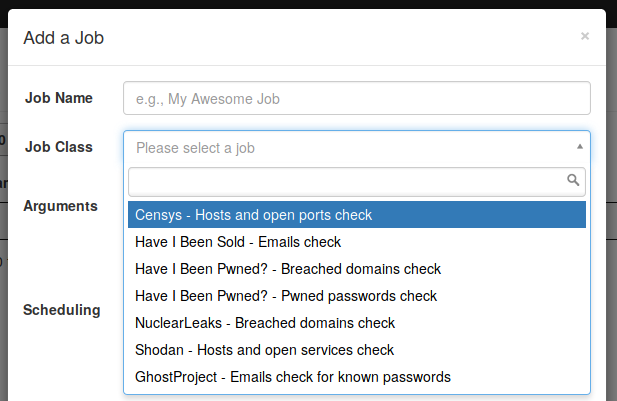 Add a Job
×
Job Name
e.g., My Awesome Job
Job Class
Please select a job
Arguments
Censys - Hosts and open ports check
Have I Been Sold - Emails check
Have I Been Pwned? - Breached domains check
Have I Been Pwned? - Pwned passwords check
Scheduling
NuclearLeaks - Breached domains check
Shodan - Hosts and open services check
GhostProject - Emails check for known passwords